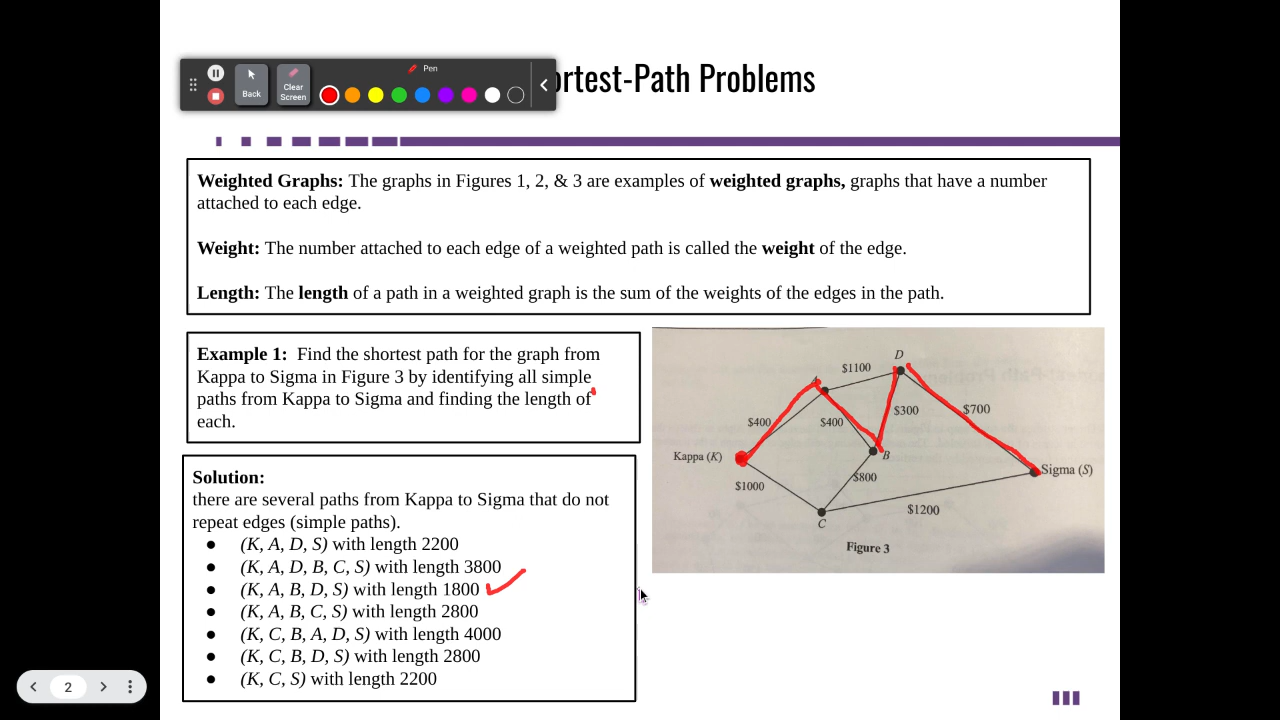 Pen
Back
Clear
Screen
ortest-Path Problems
Weighted Graphs: The graphs in Figures 1, 2, & 3 are examples of weighted graphs, graphs that have a number
attached to each edge.
Weight: The number attached to each edge of a weighted path is called the weight of the edge.
Length: The length of a path in a weighted graph is the sum of the weights of the edges in the path.
Example 1: Find the shortest path for the graph from
Kappa to Sigma in Figure 3 by identifying all simple
paths from Kappa to Sigma and finding the length of
each.
D
$1100
A
$400
$400
$300
$700
Kappa (K)
B
Sigma (S)
$1000
$800
$1200
C
Figure 3
Solution:
there are several paths from Kappa to Sigma that do not
repeat edges (simple paths).
● (K, A, D, S) with length 2200
● (K, A, D, B, C, S) with length 3800
● (K, A, B, D, S) with length 1800
● (K, A, B, C, S) with length 2800
● (K, C, B, A, D, S) with length 4000
● (K, C, B, D, S) with length 2800
● (K, C, S) with length 2200
2